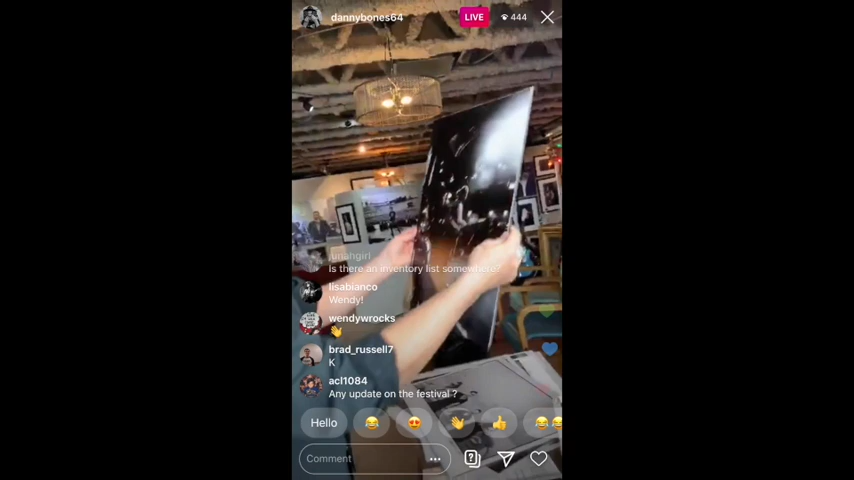 dannybones64
LIVE
444
Is there an inventory list somewhere?
lisabianco
Wendy!
wendywrocks
brad_russell7
K
acl1084
Any update on the festival ?
Hello
Comment